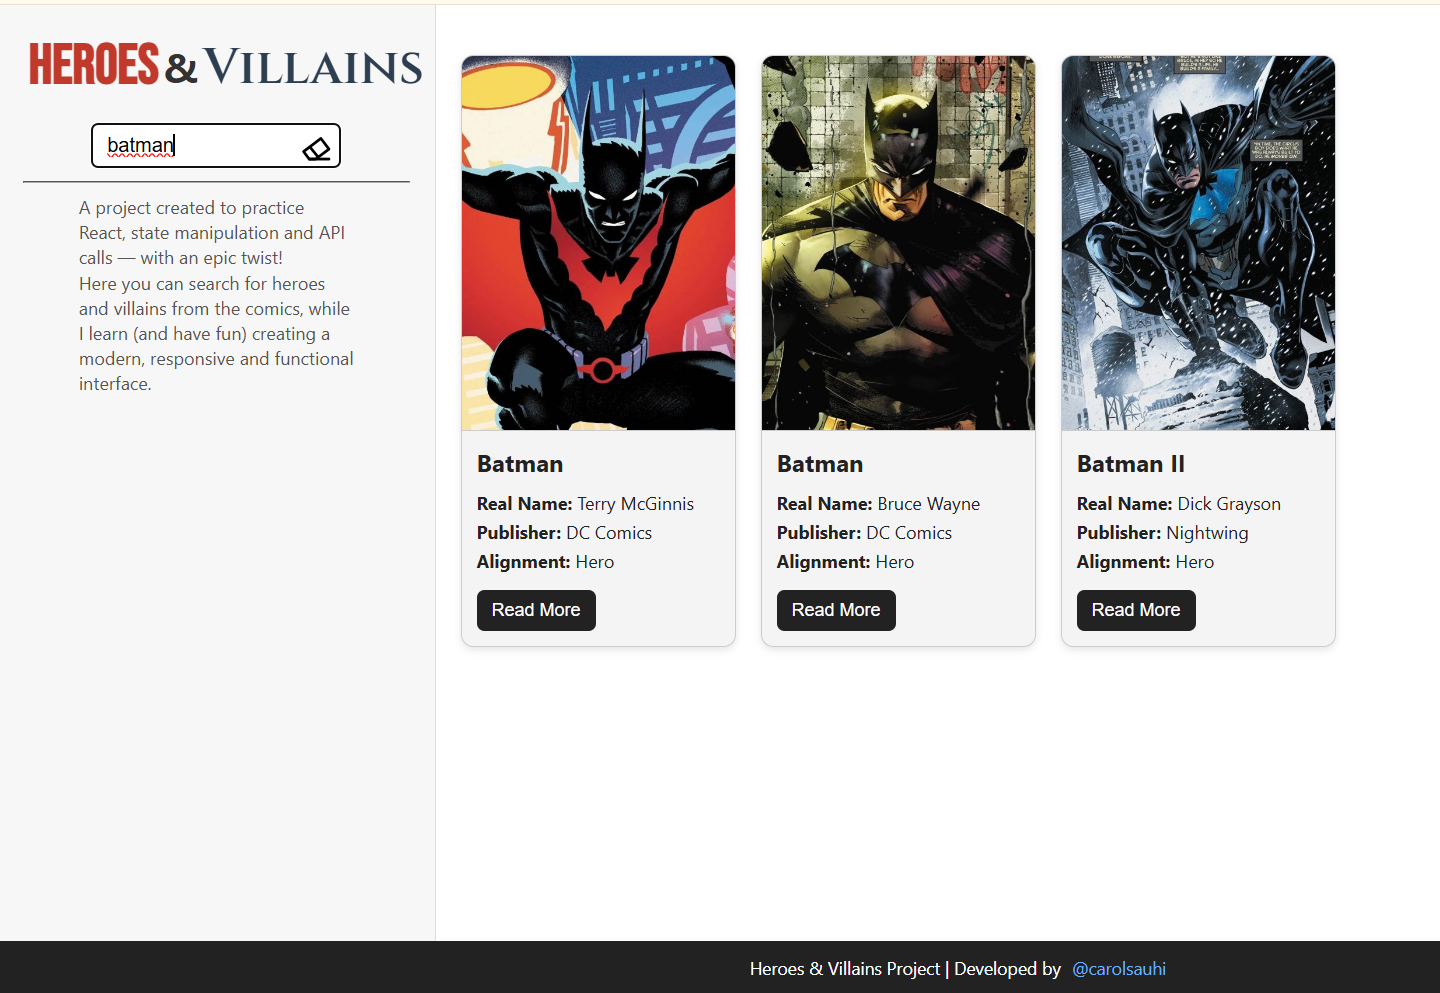 HEROES & VILLAINS
batman
A project created to practice
React, state manipulation and API
calls — with an epic twist!
Here you can search for heroes
and villains from the comics, while
I learn (and have fun) creating a
modern, responsive and functional
interface.
Batman
Real Name: Terry McGinnis
Publisher: DC Comics
Alignment: Hero
Read More
Batman
Real Name: Bruce Wayne
Publisher: DC Comics
Alignment: Hero
Read More
Batman II
Real Name: Dick Grayson
Publisher: Nightwing
Alignment: Hero
Read More
Heroes & Villains Project | Developed by @carolsauhi